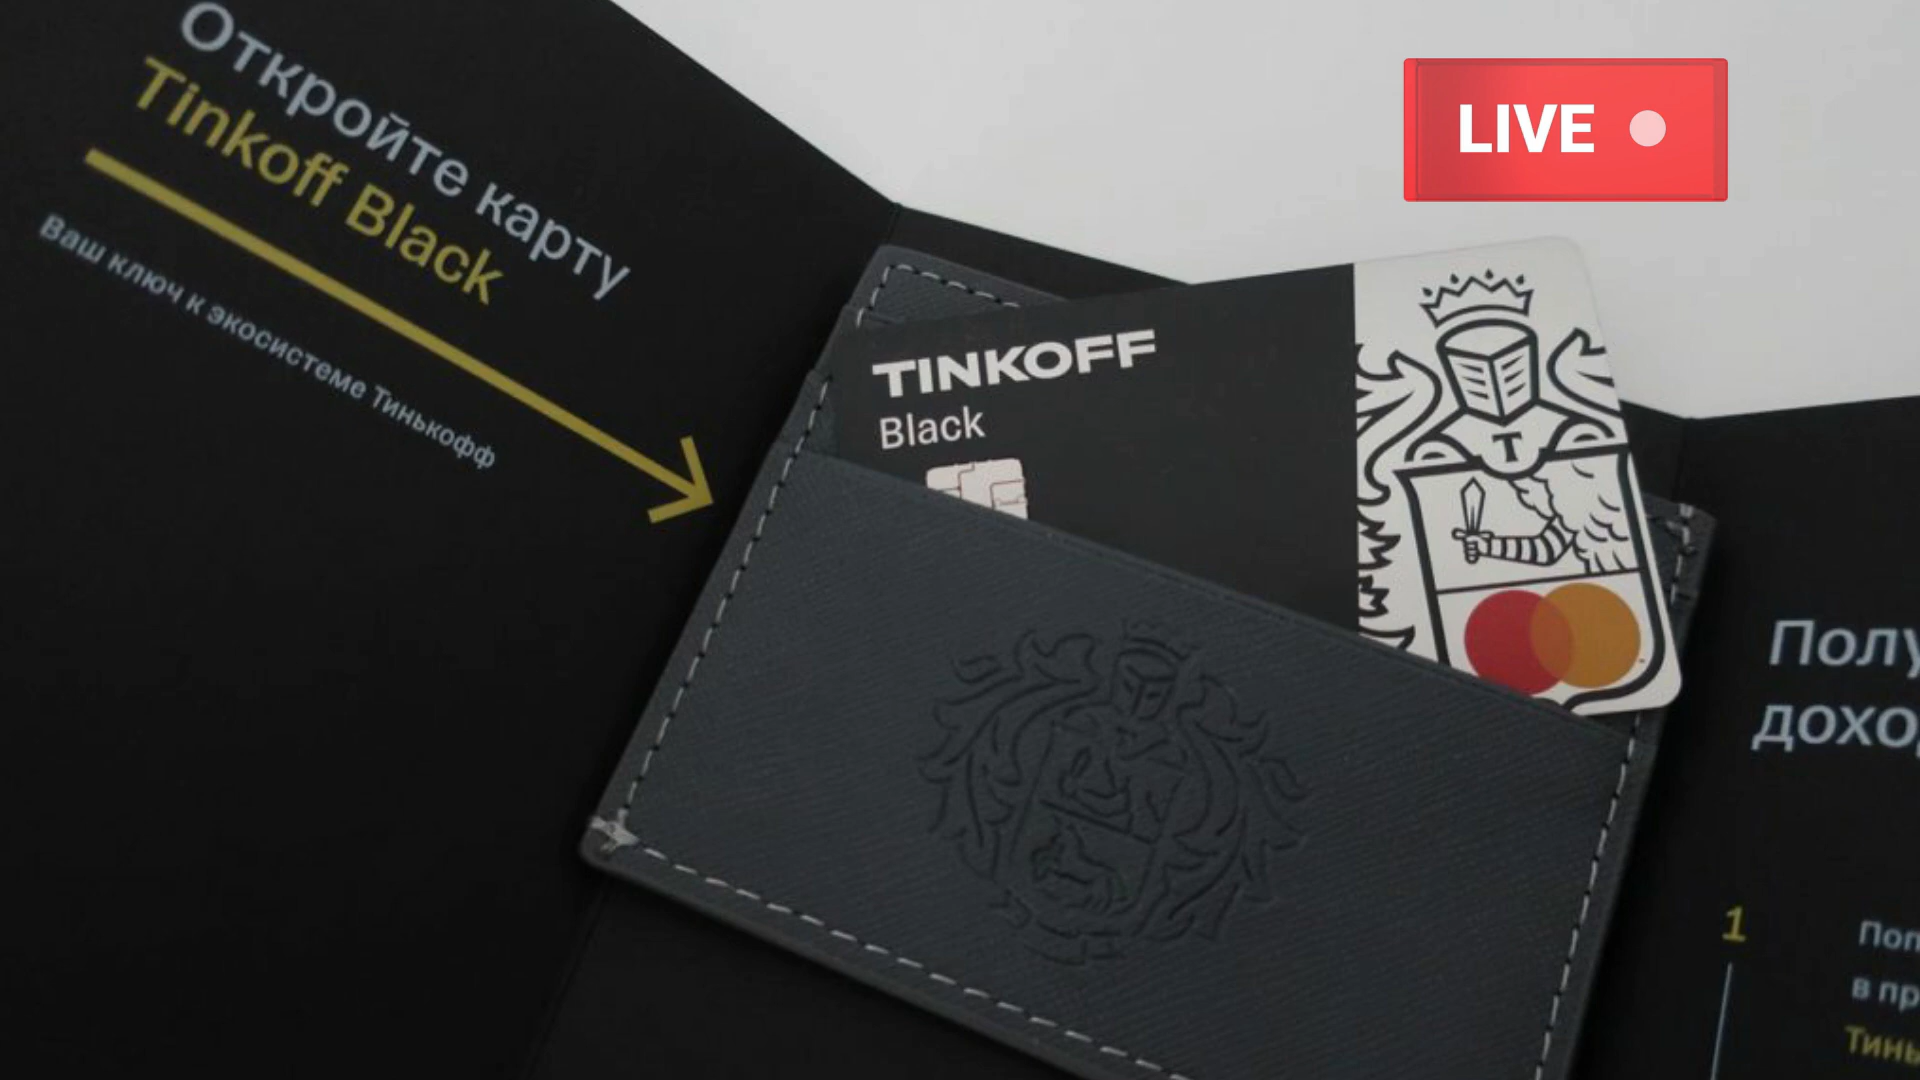 Откройте карту
Tinkoff Black
Ваш ключ к экосистеме Тинькофф
LIVE
TINKOFF
Black
T
1
в